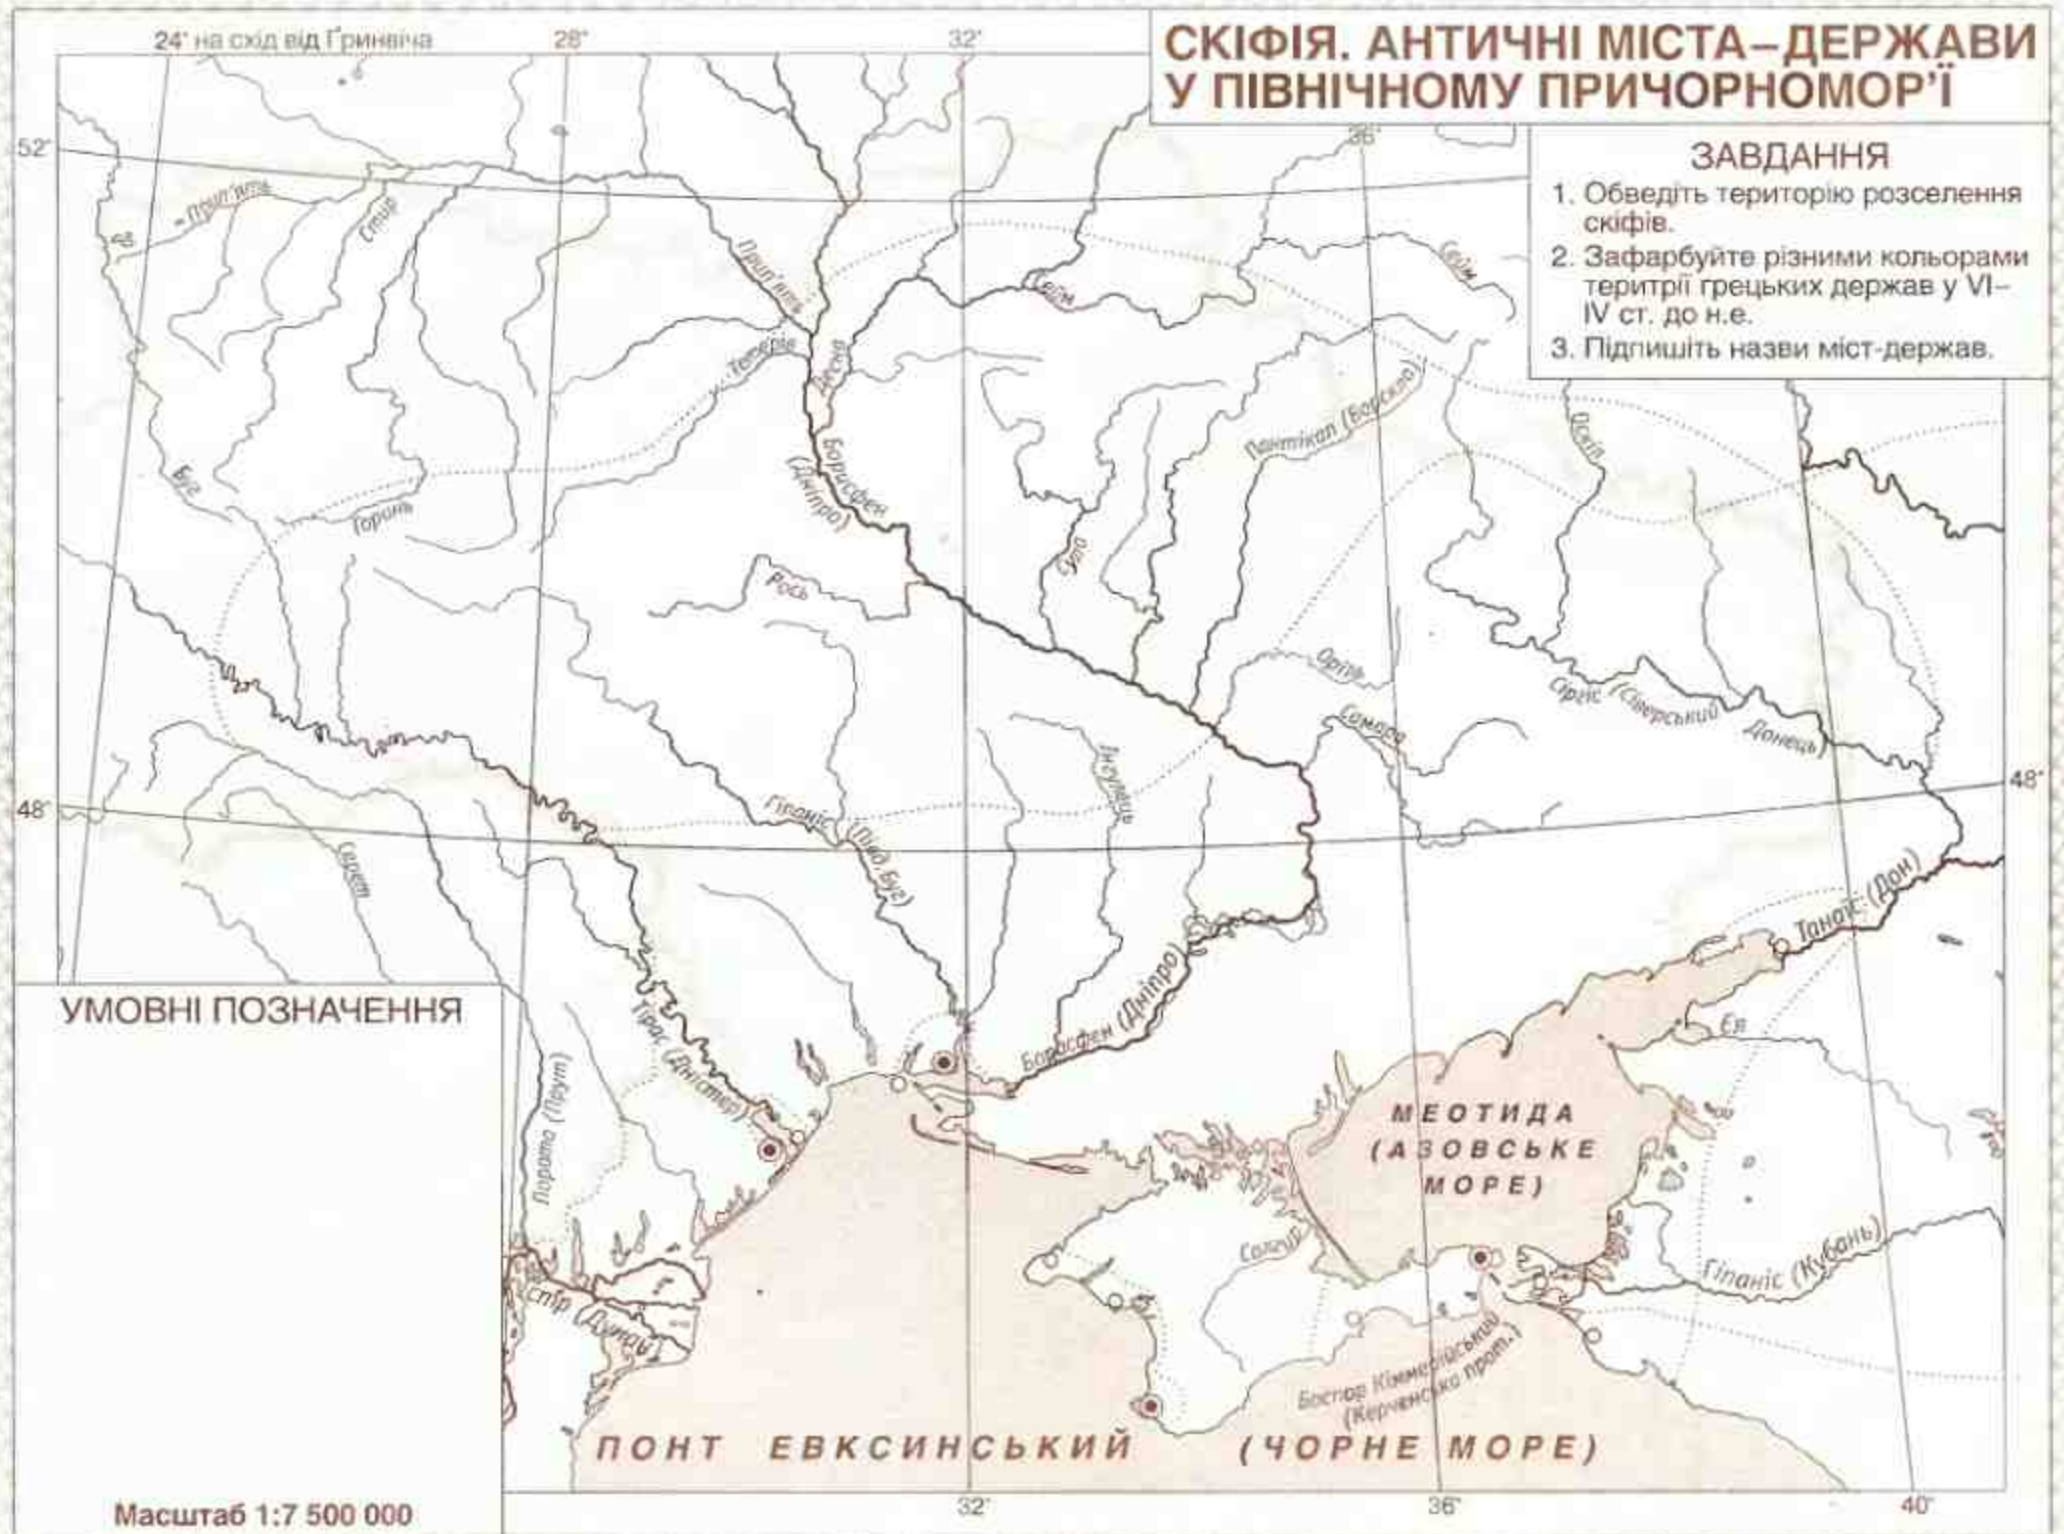 24° на схід від Ґринвіча
28°
32°
СКІФІЯ. АНТИЧНІ МІСТА–ДЕРЖАВИ
У ПІВНІЧНОМУ ПРИЧОРНОМОР'Ї
36°
ЗАВДАННЯ
1. Обведіть територію розселення
скіфів.
2. Зафарбуйте різними кольорами
теритрії грецьких держав у VI–
IV ст. до н.е.
3. Підпишіть назви міст-держав.
52°
Прип'ять
Стир
Прип'ять
Сейм
Сейм
Тетерів
Десна
Пантікап (Ворскла)
Оскіл
Буг
Горинь
Борисфен
(Дніпро)
Сула
Рось
Оріль
Самара
Сіргіс (Сіверський Донець)
Інгулець
48°
48°
Гіпаніс (Півд. Буг)
Серет
Танаїс (Дон)
УМОВНІ ПОЗНАЧЕННЯ
Тірас (Дністер)
Борисфен (Дніпро)
Ея
Пората (Прут)
МЕОТИДА
(АЗОВСЬКЕ
МОРЕ)
Салгир
Гіпаніс (Кубань)
Істр (Дунай)
Боспор Кіммерійський
(Керченська прот.)
ПОНТ ЕВКСИНСЬКИЙ (ЧОРНЕ МОРЕ)
Масштаб 1:7 500 000
32°
36°
40°